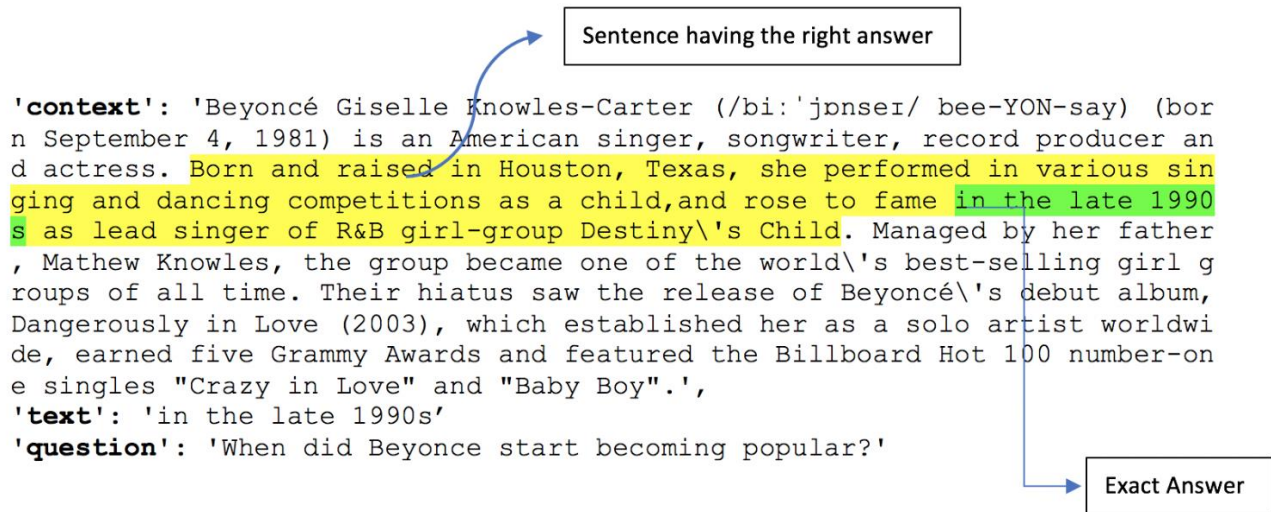 Sentence having the right answer
'context': 'Beyoncé Giselle Knowles-Carter (/biːˈjɒnseɪ/ bee-YON-say) (bor
n September 4, 1981) is an American singer, songwriter, record producer an
d actress. Born and raised in Houston, Texas, she performed in various sin
ging and dancing competitions as a child,and rose to fame in the late 1990
s as lead singer of R&B girl-group Destiny\'s Child. Managed by her father
, Mathew Knowles, the group became one of the world\'s best-selling girl g
roups of all time. Their hiatus saw the release of Beyoncé\'s debut album,
Dangerously in Love (2003), which established her as a solo artist worldwi
de, earned five Grammy Awards and featured the Billboard Hot 100 number-on
e singles "Crazy in Love" and "Baby Boy".',
'text': 'in the late 1990s’
'question': 'When did Beyonce start becoming popular?'
Exact Answer